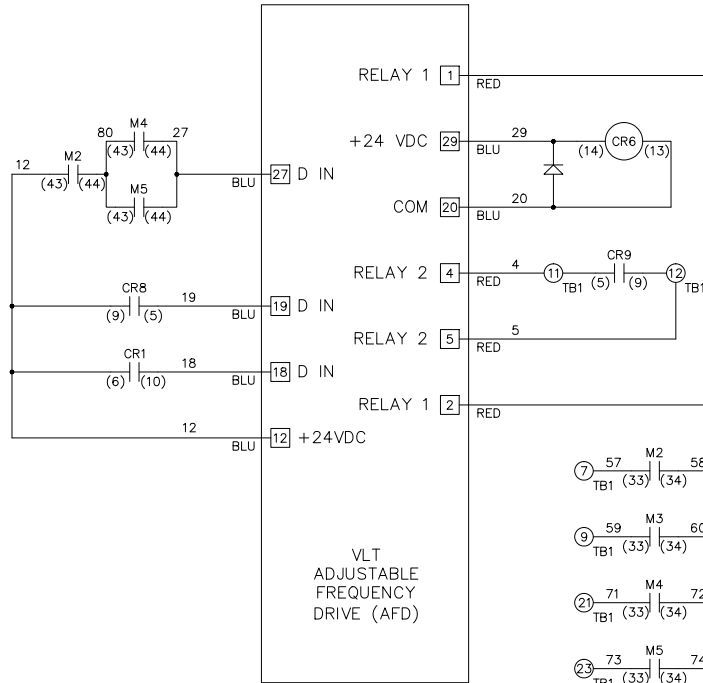 RELAY 1 1
RED
+24 VDC 29 29
BLU
(14) CR6 (13)
COM 20 20
BLU
RELAY 2 4 4
RED
11
TB1
CR9
(5) (9)
12
TB1
RELAY 2 5 5
RED
RELAY 1 2
RED
12
M2
(43) (44)
80
M4
27
(43) (44)
M5
(43) (44)
BLU
27 D IN
CR8
(9) (5)
19
BLU
19 D IN
CR1
(6) (10)
18
BLU
18 D IN
12
BLU
12 +24VDC
VLT
ADJUSTABLE
FREQUENCY
DRIVE (AFD)
7
TB1
57
M2
58
(33) (34)
9
TB1
59
M3
60
(33) (34)
21
TB1
71
M4
72
(33) (34)
23
TB1
73
M5
74
(33) (34)